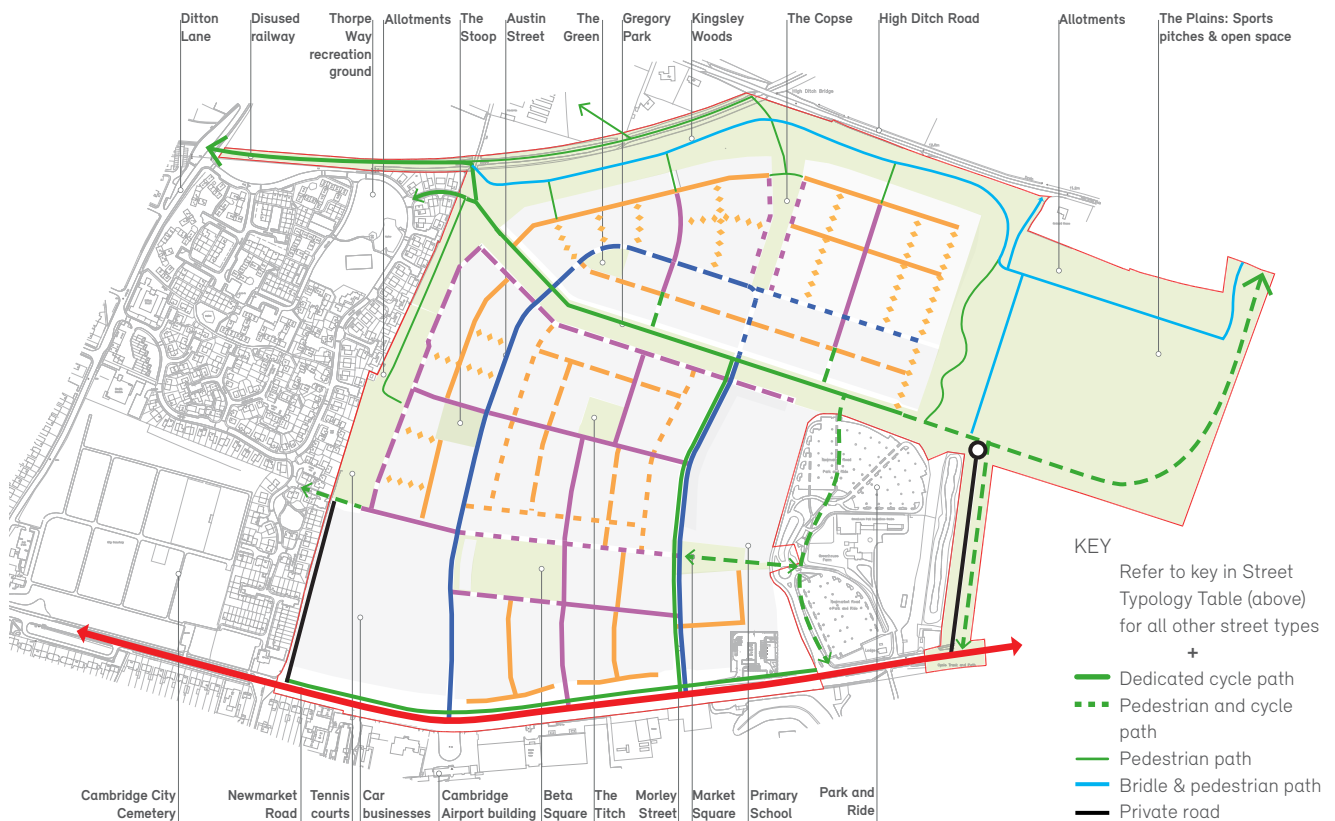 Ditton
Lane
Disused
railway
Thorpe
Way
recreation
ground
Allotments
The
Stoop
Austin
Street
The
Green
Gregory
Park
Kingsley
Woods
The Copse
High Ditch Road
Allotments
The Plains: Sports
pitches & open space
High Ditch Bridge
KEY
Refer to key in Street
Typology Table (above)
for all other street types
+
Dedicated cycle path
Pedestrian and cycle
path
Pedestrian path
Bridle & pedestrian path
Private road
Cambridge City
Cemetery
Newmarket
Road
Tennis
courts
Car
businesses
Cambridge
Airport building
Beta
Square
The
Titch
Morley
Street
Market
Square
Primary
School
Park and
Ride